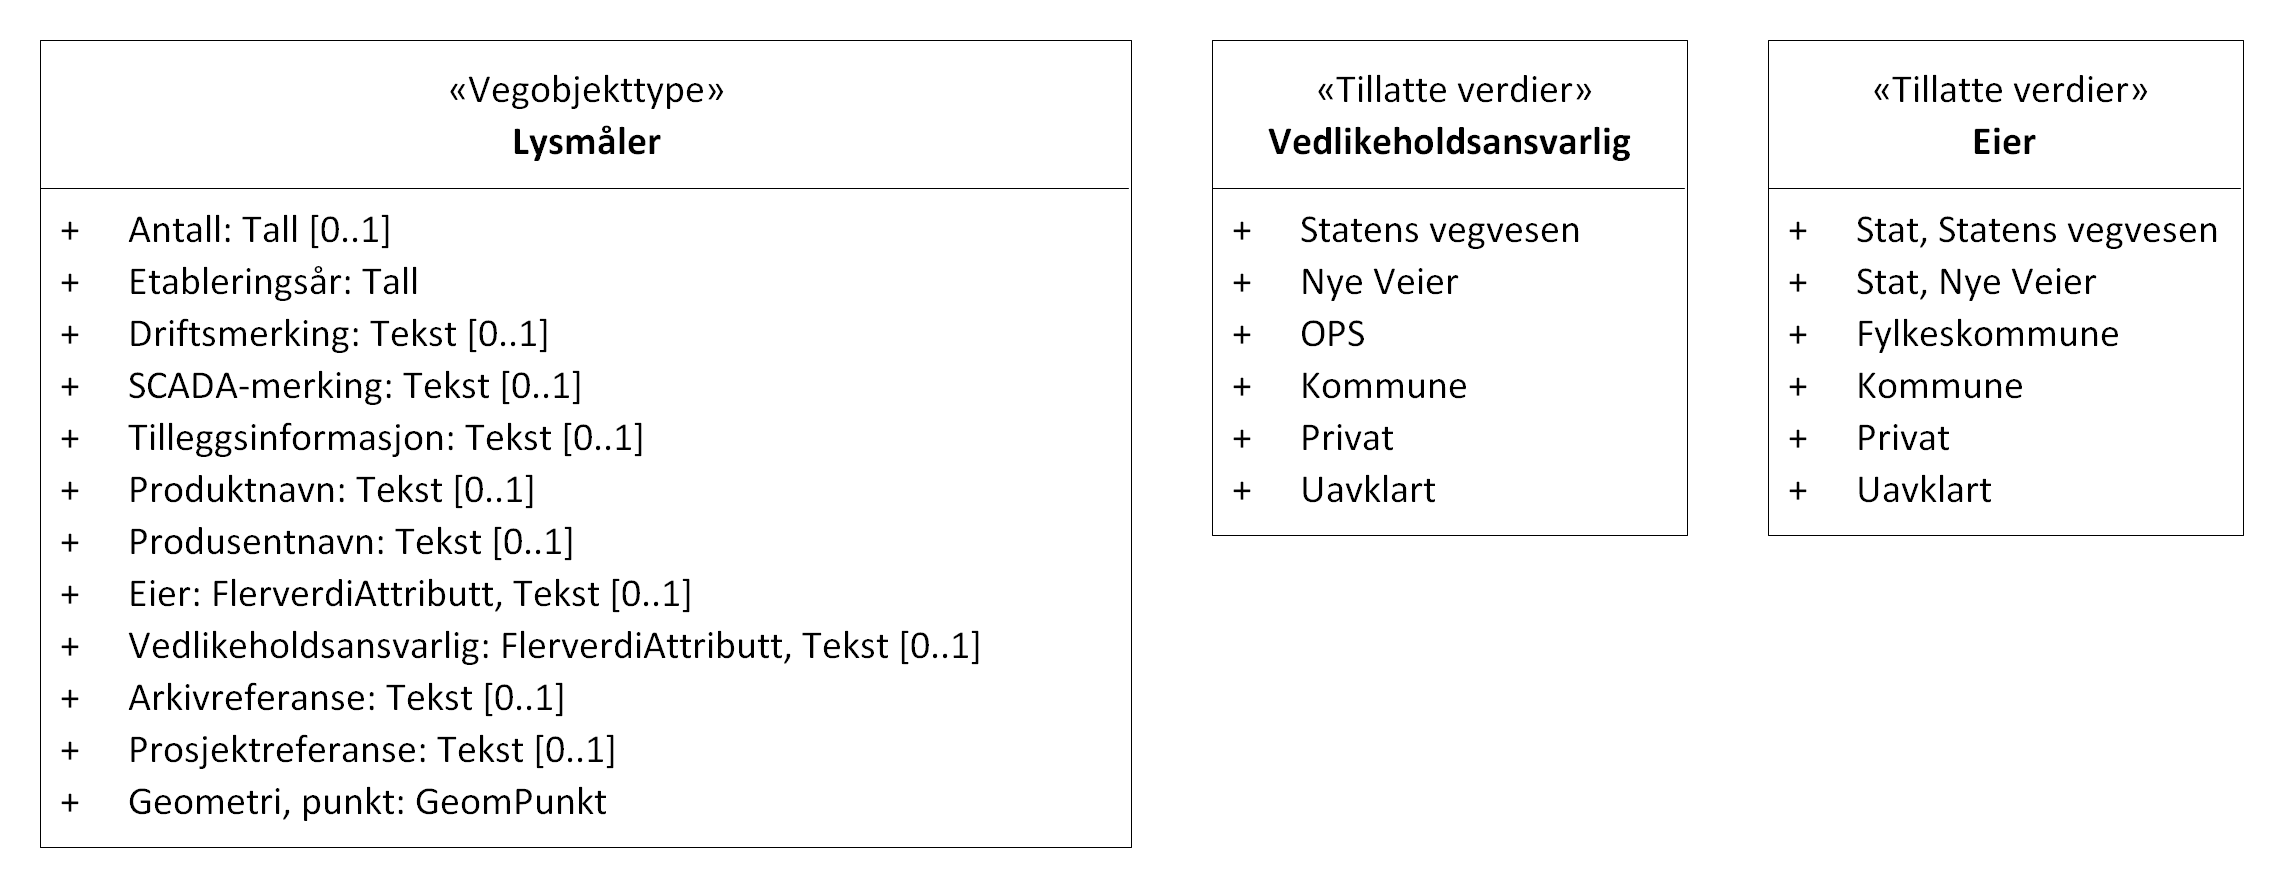 «Vegobjekttype»
Lysmåler
+ Antall: Tall [0..1]
+ Etableringsår: Tall
+ Driftsmerking: Tekst [0..1]
+ SCADA-merking: Tekst [0..1]
+ Tilleggsinformasjon: Tekst [0..1]
+ Produktnavn: Tekst [0..1]
+ Produsentnavn: Tekst [0..1]
+ Eier: FlerverdiAttributt, Tekst [0..1]
+ Vedlikeholdsansvarlig: FlerverdiAttributt, Tekst [0..1]
+ Arkivreferanse: Tekst [0..1]
+ Prosjektreferanse: Tekst [0..1]
+ Geometri, punkt: GeomPunkt
«Tillatte verdier»
Vedlikeholdsansvarlig
+ Statens vegvesen
+ Nye Veier
+ OPS
+ Kommune
+ Privat
+ Uavklart
«Tillatte verdier»
Eier
+ Stat, Statens vegvesen
+ Stat, Nye Veier
+ Fylkeskommune
+ Kommune
+ Privat
+ Uavklart